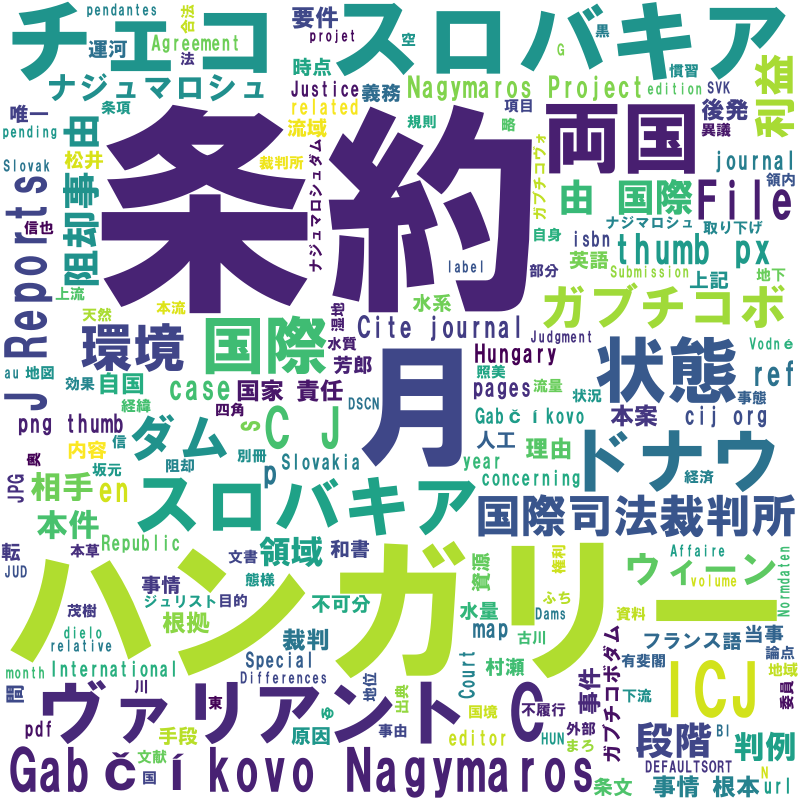 チェコ スロバキア
pendantes
合法
運河
Agreement
法
要件
projet
空
黒
G
慣習
ナジュマロシュ
時点
Justice
義務
Nagymaros Project
edition
SVK
利益
条項
related
項目
唯一
pending
阻却事由
流域
規則
略
両国
後発
異議
条約
松井
裁判所
journal
Slovak
ガブチコヴォ
領内
J Reports
信也
ナジュマロシュダム
由 国際
File
ナジマロシュ
取り下げ
自身
isbn
thumb px
英語
上記
Submission
地下
label
部分
上流
本流
天然
湿地
水系
ガブチコボ
環境
国際
水質
Cite journal
Judgment
Vodné
au 地図
芳郎
月
Hungary
照美
状態
ref
効果
自国
case
国家 責任
pages
流量
状況
事態
経緯
四角
DSCN
Gabčíkovo
本案
cij org
png thumb
S
C J
内容
信
ダム
別冊
人工
理由
ドナウ
奥
坂元
阻却
p
Slovakia
year
concerning
経済
JPG
相手
en
スロバキア
国際司法裁判所
本件
転
Republic
文書
領域
和書
資源
権利
Affaire
JUD
本草
態様
ハンガリー
ウィーン
volume
Normdaten
事情
ジュリスト
目的
不可分
ふち
茂樹
水量
Dams
資料
根拠
map
古川
フランス語
当事
dielo
裁判
有斐閣
論点
relative
Special
村瀬
地域
month
International
Differences
Court
下流
ICJ
間
川
東
地位
委員
ヴァリアント C
出典
国境
不履行
事件
ガブチコボダム
外部
pdf
手段
原因
ゆ
事由
editor
HUN
まろ
段階
BI
判例
文献
国
DEFAULTSORT
N
Gabčíkovo Nagymaros
条文
事情 根本
url